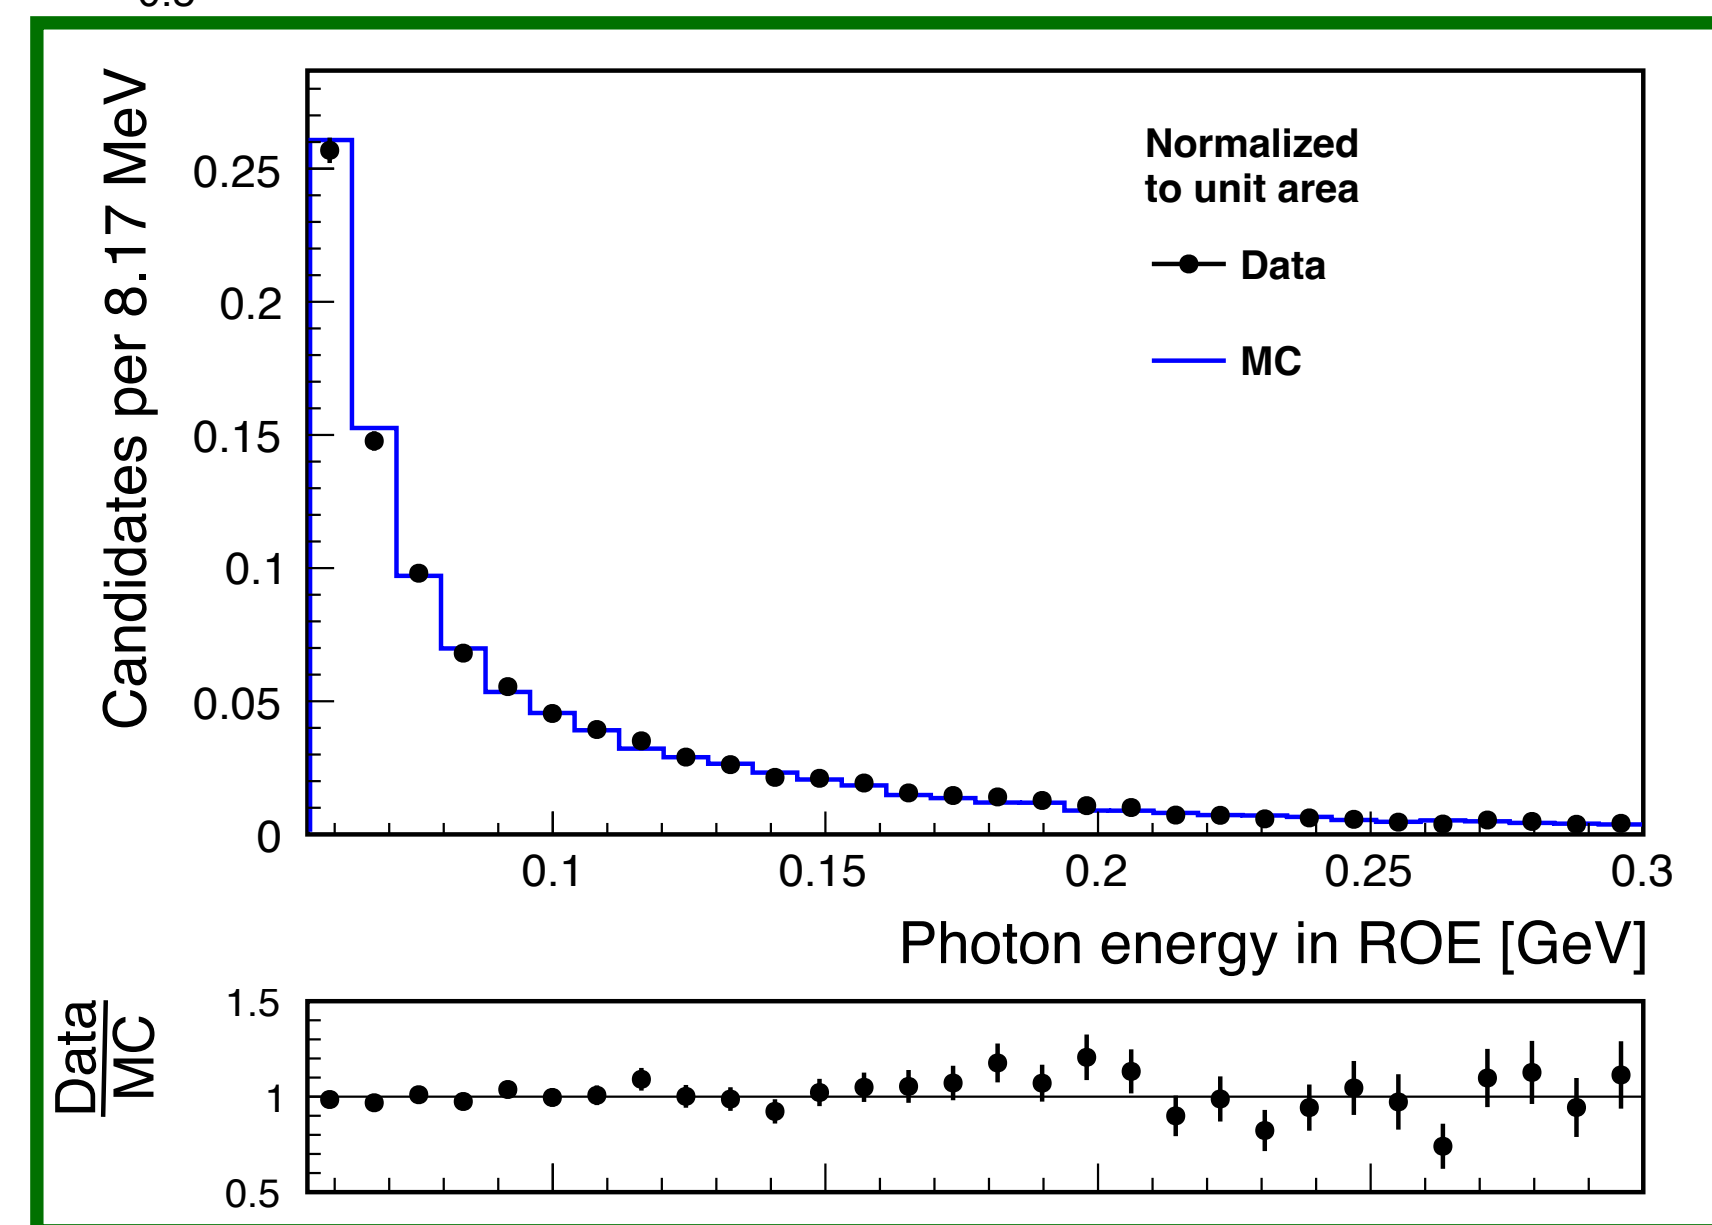 Candidates per 8.17 MeV
0.25
0.2
0.15
0.1
0.05
0
Normalized
to unit area
Data
MC
0.1 0.15 0.2 0.25 0.3
Photon energy in ROE [GeV]
Data
MC
1.5
1
0.5